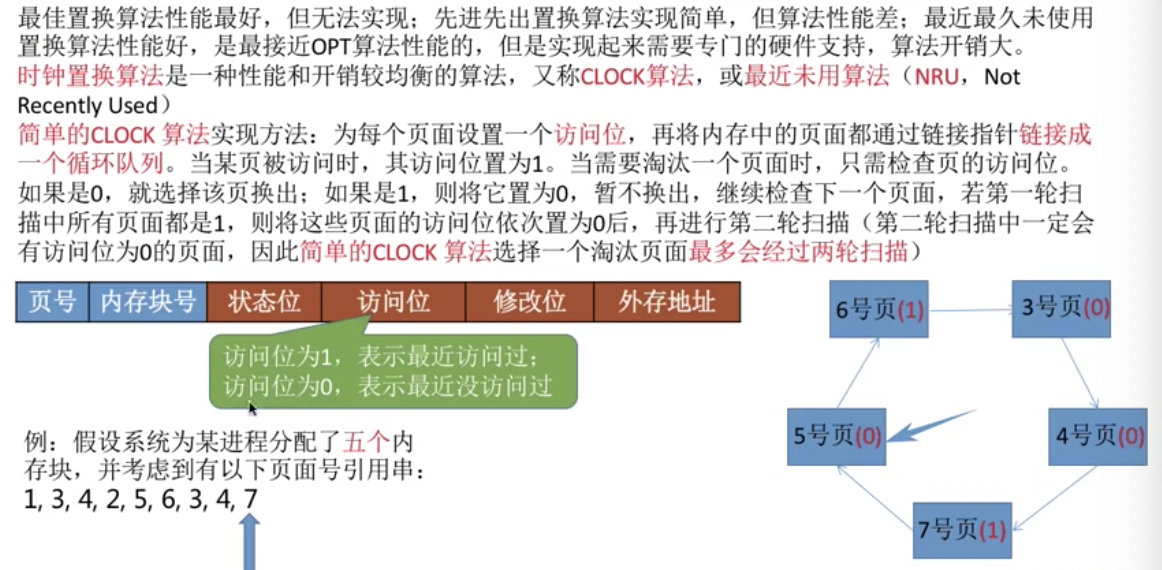 最佳置换算法性能最好，但无法实现；先进先出置换算法实现简单，但算法性能差；最近最久未使用
置换算法性能好，是最接近OPT算法性能的，但是实现起来需要专门的硬件支持，算法开销大。
时钟置换算法是一种性能和开销较均衡的算法，又称CLOCK算法，或最近未用算法（NRU，Not
Recently Used）
简单的CLOCK 算法实现方法：为每个页面设置一个访问位，再将内存中的页面都通过链接指针链接成
一个循环队列。当某页被访问时，其访问位置为1。当需要淘汰一个页面时，只需检查页的访问位。
如果是0，就选择该页换出；如果是1，则将它置为0，暂不换出，继续检查下一个页面，若第一轮扫
描中所有页面都是1，则将这些页面的访问位依次置为0后，再进行第二轮扫描（第二轮扫描中一定会
有访问位为0的页面，因此简单的CLOCK 算法选择一个淘汰页面最多会经过两轮扫描）
页号 内存块号 状态位 访问位 修改位 外存地址
访问位为1，表示最近访问过；
访问位为0，表示最近没访问过
例：假设系统为某进程分配了五个内
存块，并考虑到有以下页面号引用串：
1, 3, 4, 2, 5, 6, 3, 4, 7
6号页(1)
3号页(0)
5号页(0)
4号页(0)
7号页(1)